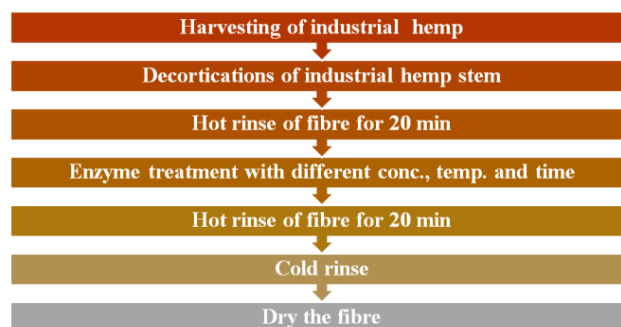 Harvesting of industrial hemp
Decortications of industrial hemp stem
Hot rinse of fibre for 20 min
Enzyme treatment with different conc., temp. and time
Hot rinse of fibre for 20 min
Cold rinse
Dry the fibre